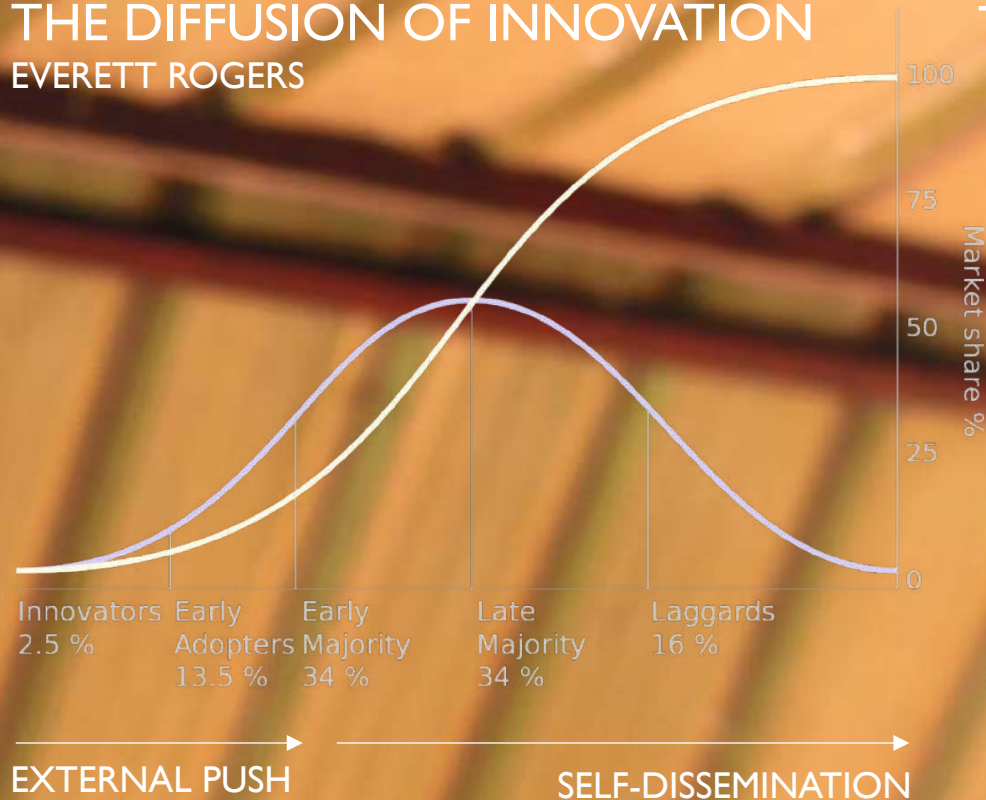 THE DIFFUSION OF INNOVATION
EVERETT ROGERS
100
75
50
25
0
Market share %
Innovators
2.5 %
Early
Adopters
13.5 %
Early
Majority
34 %
Late
Majority
34 %
Laggards
16 %
EXTERNAL PUSH
SELF-DISSEMINATION